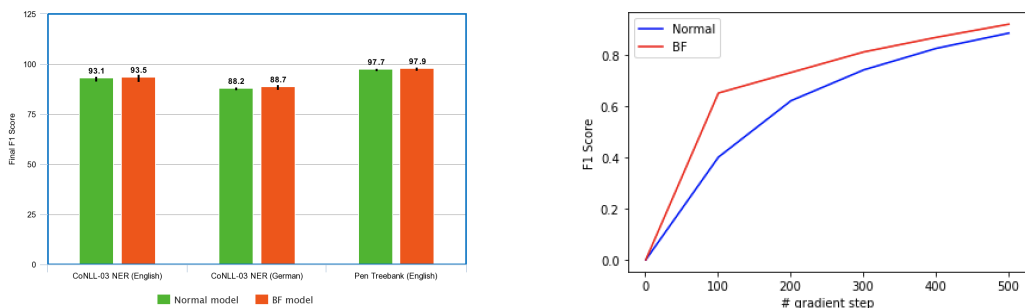 125
100
75
50
25
0
Final F1 Score
93.1 93.5
88.2 88.7
97.7 97.9
CoNLL-03 NER (English) CoNLL-03 NER (German) Pen Treebank (English)
Normal model BF model
Normal
BF
0.8
0.6
0.4
0.2
0.0
F1 Score
0 100 200 300 400 500
# gradient step